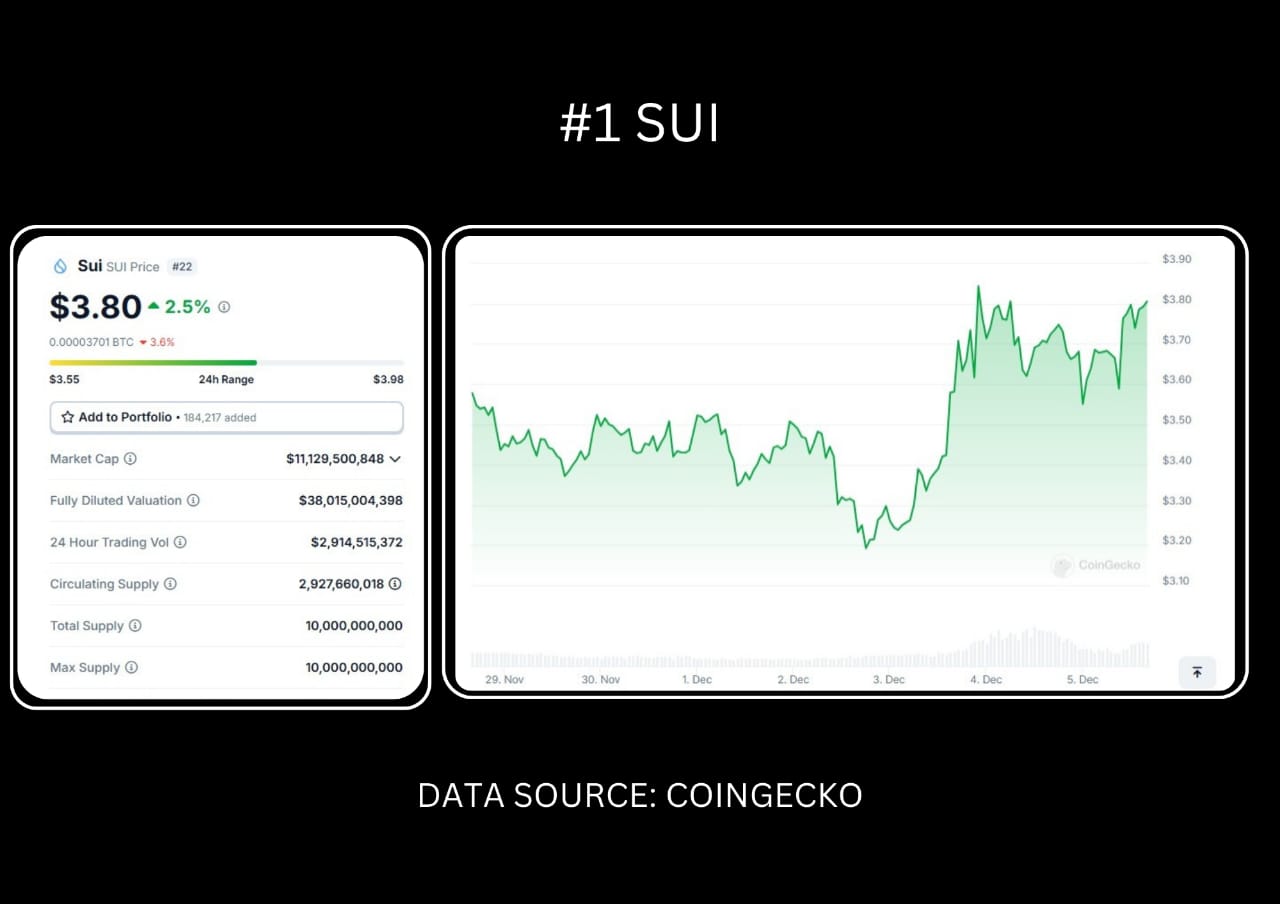 #1 SUI
Sui SUI Price #22
$3.80 2.5%
0.00003701 BTC 3.6%
$3.55 24h Range $3.98
Add to Portfolio • 184,217 added
Market Cap $11,129,500,848
Fully Diluted Valuation $38,015,004,398
24 Hour Trading Vol $2,914,515,372
Circulating Supply 2,927,660,018
Total Supply 10,000,000,000
Max Supply 10,000,000,000
$3.90
$3.80
$3.70
$3.60
$3.50
$3.40
$3.30
$3.20
$3.10
CoinGecko
29. Nov 30. Nov 1. Dec 2. Dec 3. Dec 4. Dec 5. Dec
DATA SOURCE: COINGECKO